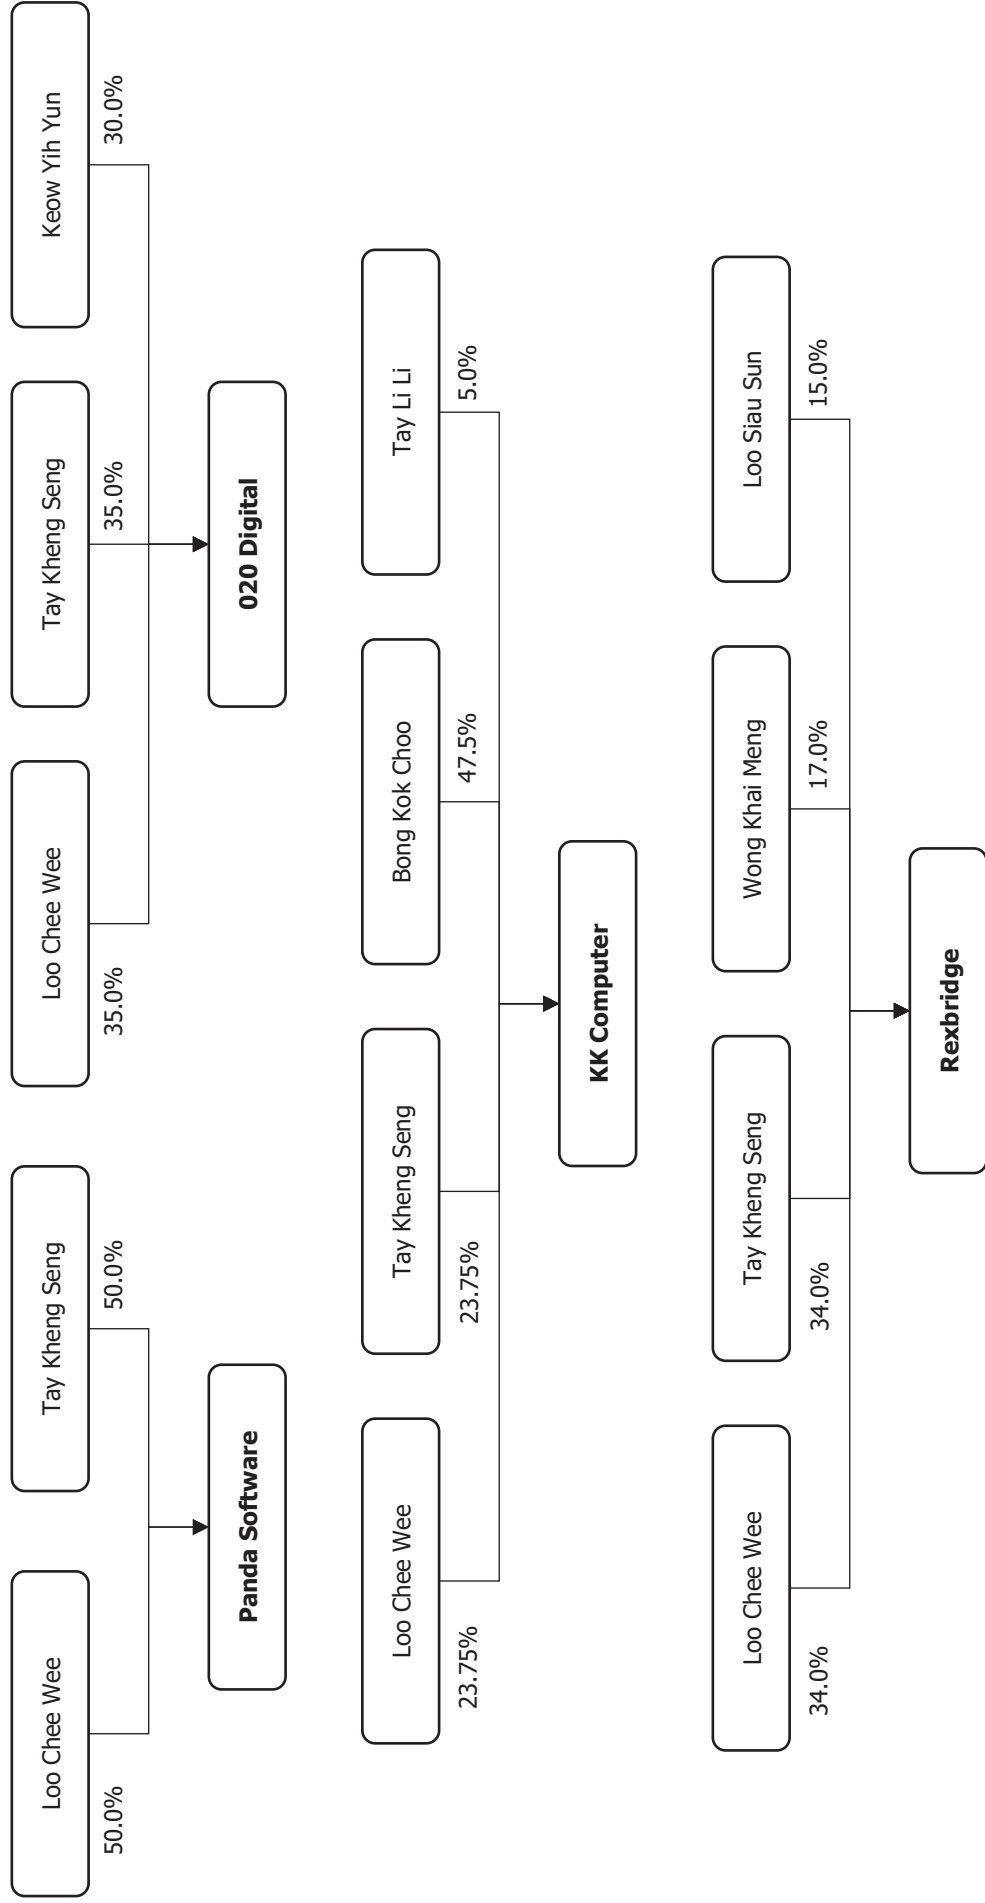 Loo Chee Wee
Tay Kheng Seng
50.0%
50.0%
Panda Software
Loo Chee Wee
Tay Kheng Seng
Keow Yih Yun
35.0%
35.0%
30.0%
020 Digital
Loo Chee Wee
Tay Kheng Seng
Bong Kok Choo
Tay Li Li
23.75%
23.75%
47.5%
5.0%
KK Computer
Loo Chee Wee
Tay Kheng Seng
Wong Khai Meng
Loo Siau Sun
34.0%
34.0%
17.0%
15.0%
Rexbridge